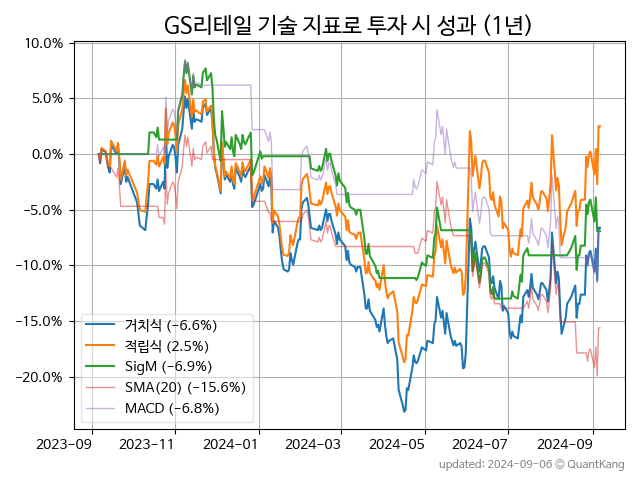 GS리테일 기술 지표로 투자 시 성과 (1년)
10.0%
5.0%
0.0%
−5.0%
−10.0%
−15.0%
−20.0%
거치식 (−6.6%)
적립식 (2.5%)
SigM (−6.9%)
SMA(20) (−15.6%)
MACD (−6.8%)
2023-09 2023-11 2024-01 2024-03 2024-05 2024-07 2024-09
updated: 2024-09-06 © QuantKang